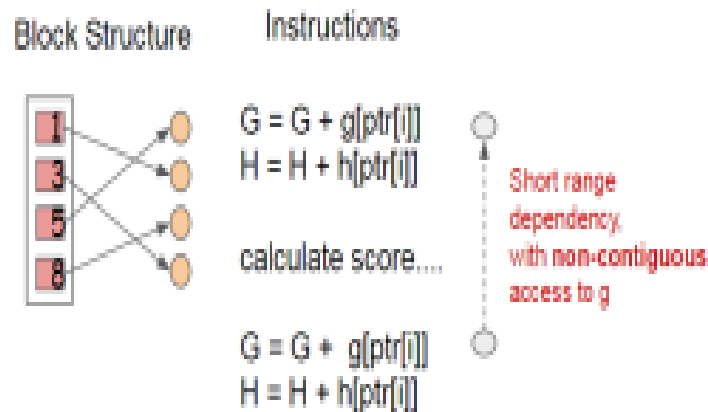 Block Structure
Instructions
1
3
5
8
G = G + g[ptr[i]]
H = H + h[ptr[i]]
calculate score....
G = G + g[ptr[i]]
H = H + h[ptr[i]]
Short range
dependency,
with non-contiguous
access to g